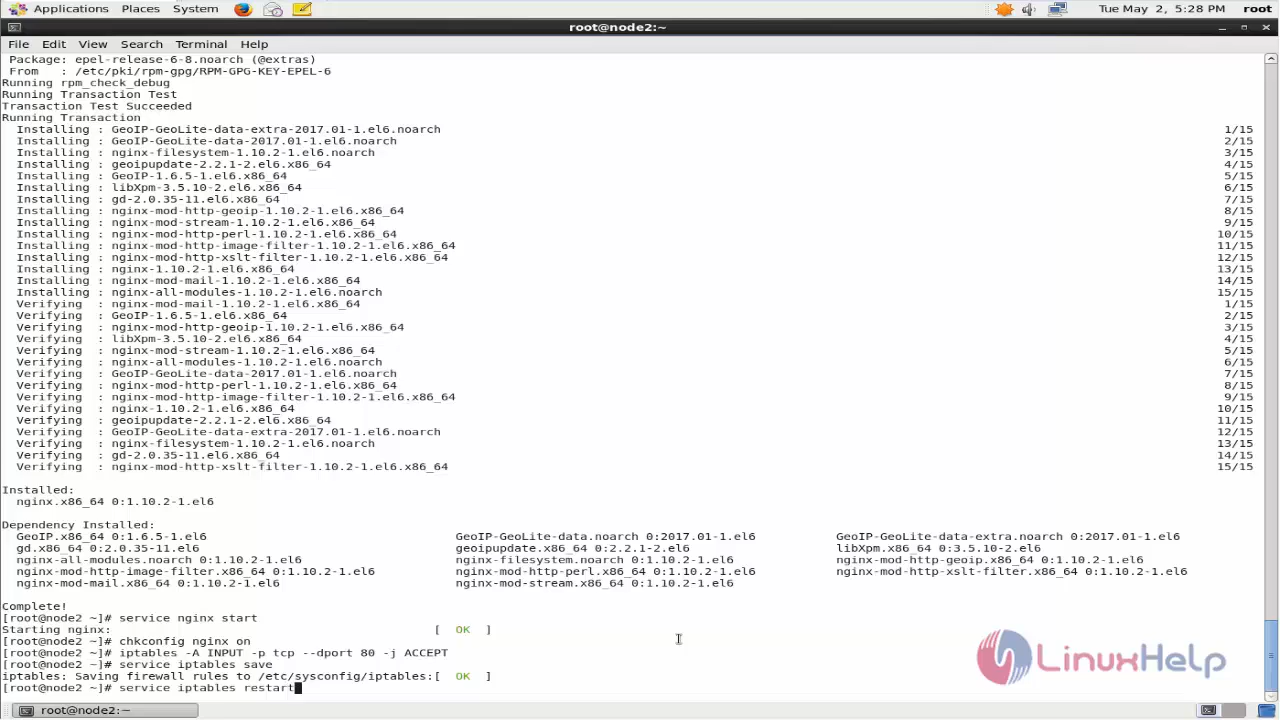 Applications Places System Tue May 2, 5:28 PM root
root@node2:~
File Edit View Search Terminal Help
Package: epel-release-6-8.noarch (@extras)
From : /etc/pki/rpm-gpg/RPM-GPG-KEY-EPEL-6
Running rpm_check_debug
Running Transaction Test
Transaction Test Succeeded
Running Transaction
Installing : GeoIP-GeoLite-data-extra-2017.01-1.el6.noarch 1/15
Installing : GeoIP-GeoLite-data-2017.01-1.el6.noarch 2/15
Installing : nginx-filesystem-1.10.2-1.el6.noarch 3/15
Installing : geoipupdate-2.2.1-2.el6.x86_64 4/15
Installing : GeoIP-1.6.5-1.el6.x86_64 5/15
Installing : libXpm-3.5.10-2.el6.x86_64 6/15
Installing : gd-2.0.35-11.el6.x86_64 7/15
Installing : nginx-mod-http-geoip-1.10.2-1.el6.x86_64 8/15
Installing : nginx-mod-stream-1.10.2-1.el6.x86_64 9/15
Installing : nginx-mod-http-perl-1.10.2-1.el6.x86_64 10/15
Installing : nginx-mod-http-image-filter-1.10.2-1.el6.x86_64 11/15
Installing : nginx-mod-http-xslt-filter-1.10.2-1.el6.x86_64 12/15
Installing : nginx-1.10.2-1.el6.x86_64 13/15
Installing : nginx-mod-mail-1.10.2-1.el6.x86_64 14/15
Installing : nginx-all-modules-1.10.2-1.el6.noarch 15/15
Verifying : nginx-mod-mail-1.10.2-1.el6.x86_64 1/15
Verifying : GeoIP-1.6.5-1.el6.x86_64 2/15
Verifying : nginx-mod-http-geoip-1.10.2-1.el6.x86_64 3/15
Verifying : libXpm-3.5.10-2.el6.x86_64 4/15
Verifying : nginx-mod-stream-1.10.2-1.el6.x86_64 5/15
Verifying : nginx-all-modules-1.10.2-1.el6.noarch 6/15
Verifying : GeoIP-GeoLite-data-2017.01-1.el6.noarch 7/15
Verifying : nginx-mod-http-perl-1.10.2-1.el6.x86_64 8/15
Verifying : nginx-mod-http-image-filter-1.10.2-1.el6.x86_64 9/15
Verifying : nginx-1.10.2-1.el6.x86_64 10/15
Verifying : geoipupdate-2.2.1-2.el6.x86_64 11/15
Verifying : GeoIP-GeoLite-data-extra-2017.01-1.el6.noarch 12/15
Verifying : nginx-filesystem-1.10.2-1.el6.noarch 13/15
Verifying : gd-2.0.35-11.el6.x86_64 14/15
Verifying : nginx-mod-http-xslt-filter-1.10.2-1.el6.x86_64 15/15
Installed:
nginx.x86_64 0:1.10.2-1.el6
Dependency Installed:
GeoIP.x86_64 0:1.6.5-1.el6 GeoIP-GeoLite-data.noarch 0:2017.01-1.el6 GeoIP-GeoLite-data-extra.noarch 0:2017.01-1.el6
gd.x86_64 0:2.0.35-11.el6 geoipupdate.x86_64 0:2.2.1-2.el6 libXpm.x86_64 0:3.5.10-2.el6
nginx-all-modules.noarch 0:1.10.2-1.el6 nginx-filesystem.noarch 0:1.10.2-1.el6 nginx-mod-http-geoip.x86_64 0:1.10.2-1.el6
nginx-mod-http-image-filter.x86_64 0:1.10.2-1.el6 nginx-mod-http-perl.x86_64 0:1.10.2-1.el6 nginx-mod-http-xslt-filter.x86_64 0:1.10.2-1.el6
nginx-mod-mail.x86_64 0:1.10.2-1.el6 nginx-mod-stream.x86_64 0:1.10.2-1.el6
Complete!
[root@node2 ~]# service nginx start
Starting nginx: [ OK ]
[root@node2 ~]# chkconfig nginx on
[root@node2 ~]# iptables -A INPUT -p tcp --dport 80 -j ACCEPT
[root@node2 ~]# service iptables save
iptables: Saving firewall rules to /etc/sysconfig/iptables:[ OK ]
[root@node2 ~]# service iptables restart
LinuxHelp
root@node2:~